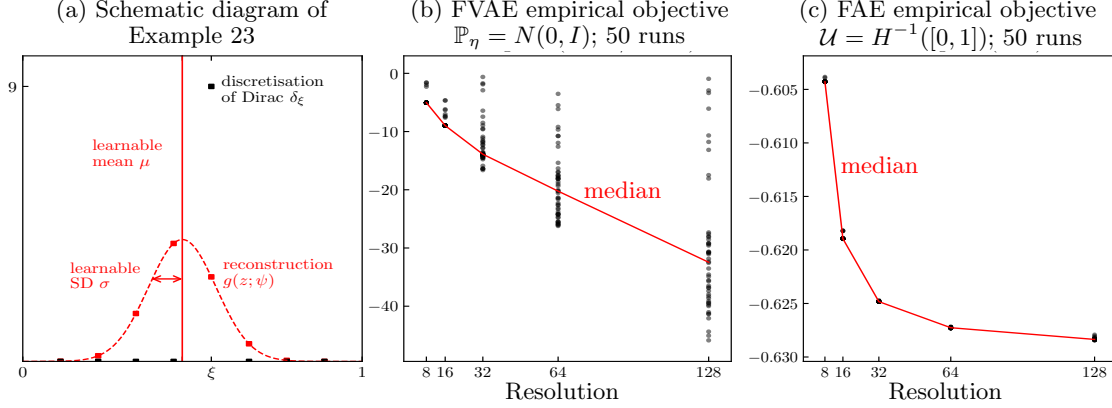 (a) Schematic diagram of
Example 23
9
discretisation
of Dirac δ_ξ
learnable
mean μ
learnable
SD σ
reconstruction
g(z; ψ)
0
ξ
1
(b) FVAE empirical objective
ℙ_η = N(0, I); 50 runs
0
−10
−20
−30
−40
median
8 16 32 64 128
Resolution
(c) FAE empirical objective
𝒰 = H^{−1}([0, 1]); 50 runs
−0.605
−0.610
−0.615
−0.620
−0.625
−0.630
median
8 16 32 64 128
Resolution